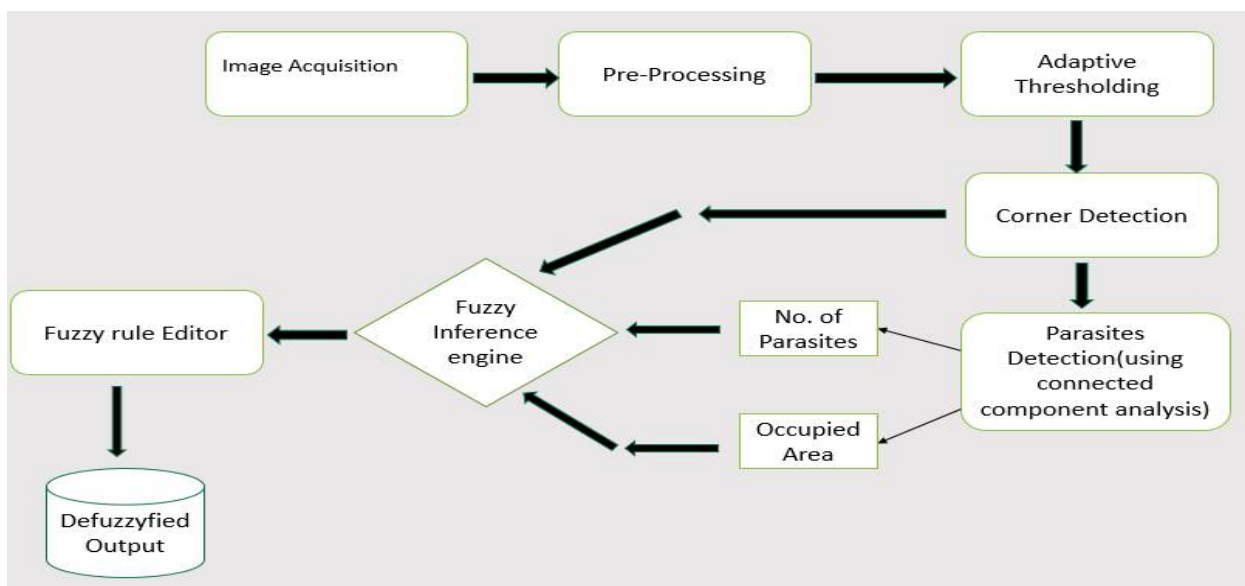 Image Acquisition
Pre-Processing
Adaptive
Thresholding
Corner Detection
Parasites
Detection(using
connected
component analysis)
No. of
Parasites
Occupied
Area
Fuzzy
Inference
engine
Fuzzy rule Editor
Defuzzyfied
Output